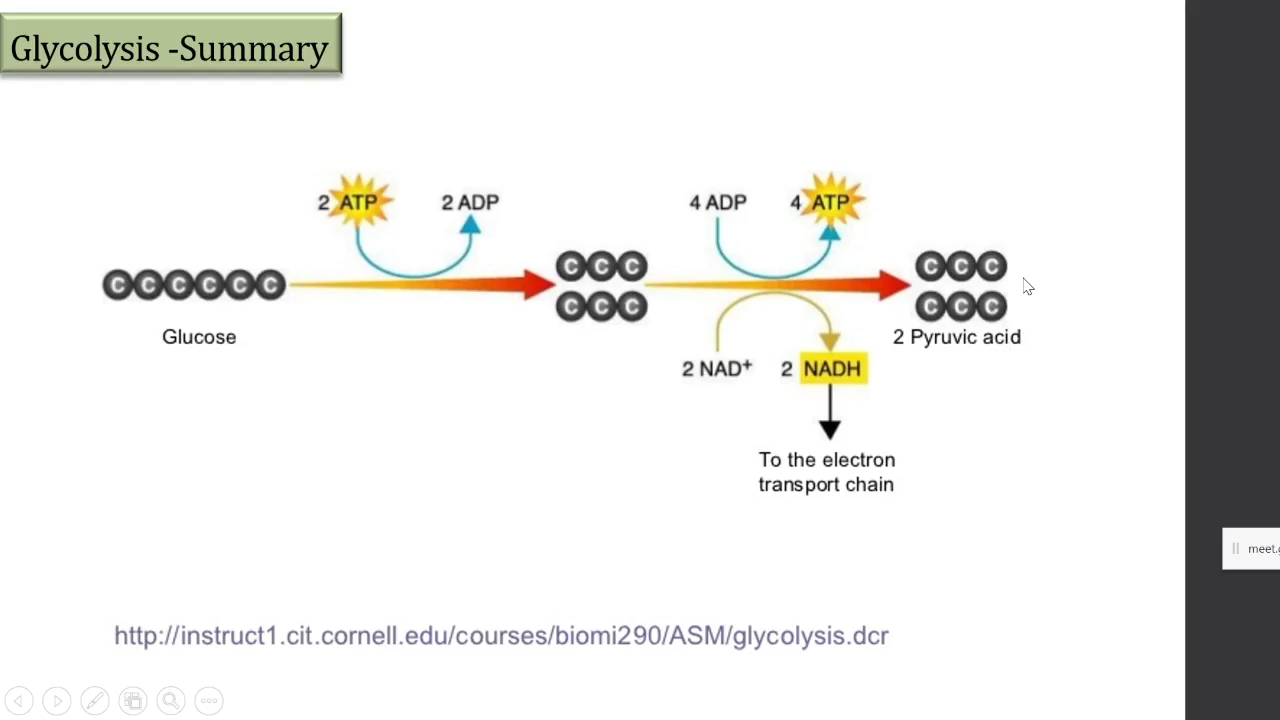 Glycolysis -Summary
2 ATP 2 ADP 4 ADP 4 ATP
C C C C C C
C C C
C C C
C C C
C C C
Glucose
2 Pyruvic acid
2 NAD+ 2 NADH
To the electron
transport chain
meet.g
http://instruct1.cit.cornell.edu/courses/biomi290/ASM/glycolysis.dcr